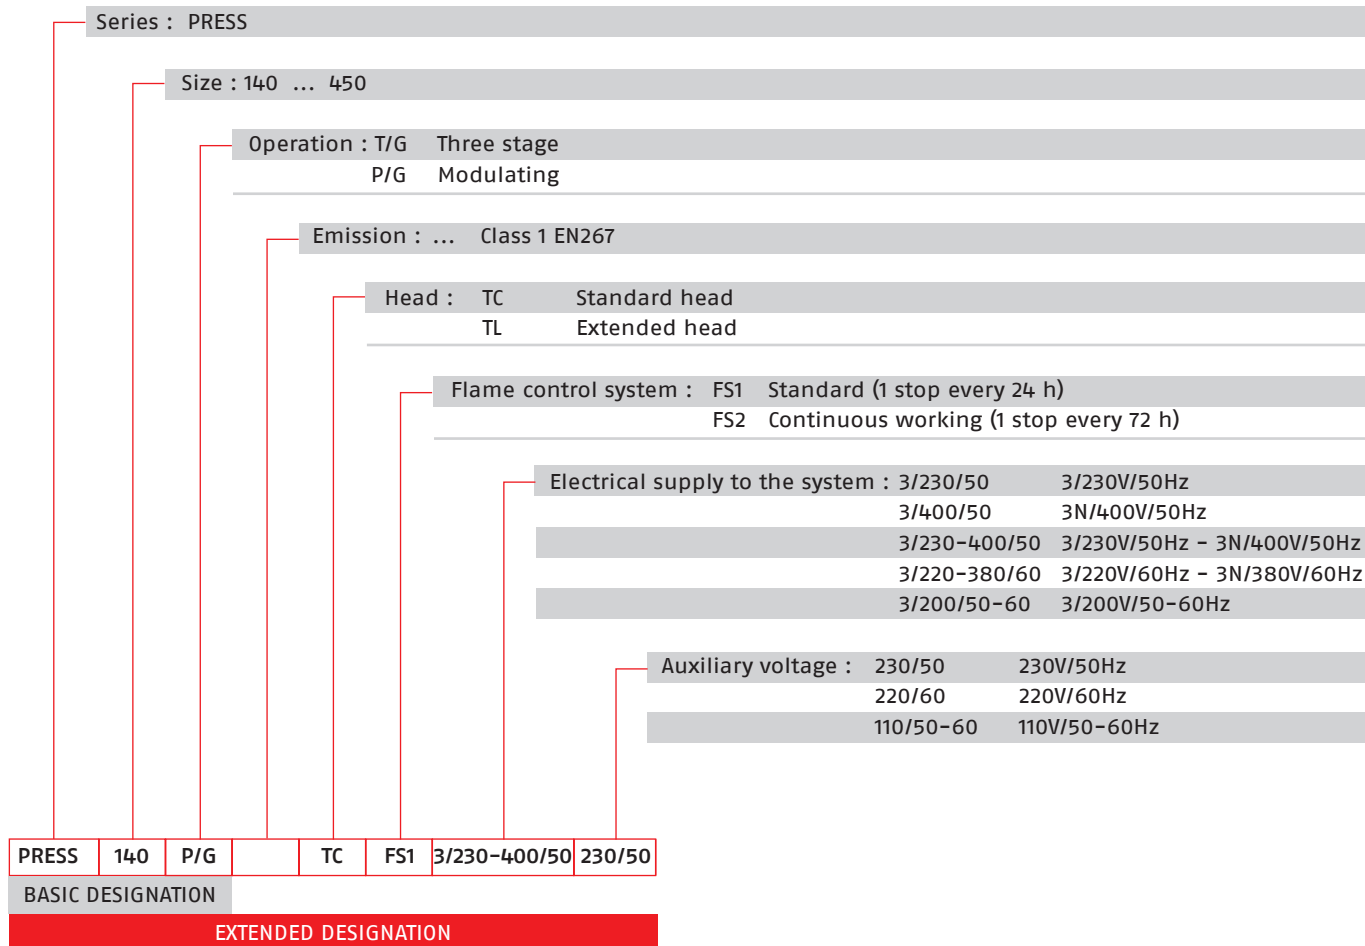 Series : PRESS
Size : 140 ... 450
Operation : T/G Three stage
P/G Modulating
Emission : ... Class 1 EN267
Head : TC Standard head
TL Extended head
Flame control system : FS1 Standard (1 stop every 24 h)
FS2 Continuous working (1 stop every 72 h)
Electrical supply to the system : 3/230/50 3/230V/50Hz
3/400/50 3N/400V/50Hz
3/230-400/50 3/230V/50Hz - 3N/400V/50Hz
3/220-380/60 3/220V/60Hz - 3N/380V/60Hz
3/200/50-60 3/200V/50-60Hz
Auxiliary voltage : 230/50 230V/50Hz
220/60 220V/60Hz
110/50-60 110V/50-60Hz
PRESS 140 P/G TC FS1 3/230-400/50 230/50
BASIC DESIGNATION
EXTENDED DESIGNATION